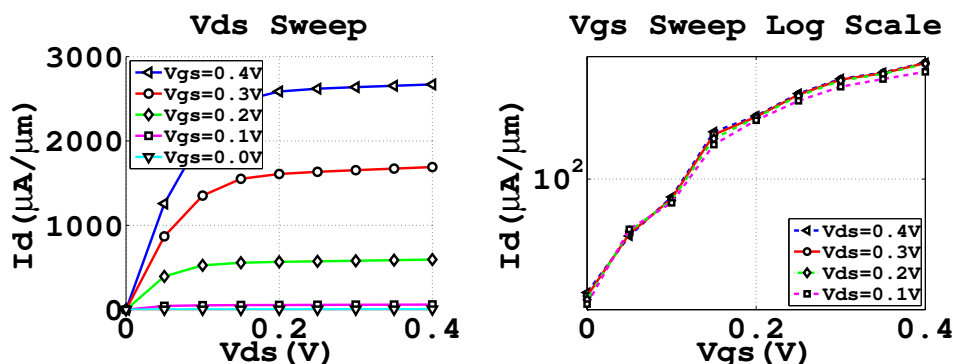 Vds Sweep
3000
2000
1000
0
Id(μA/μm)
Vgs=0.4V
Vgs=0.3V
Vgs=0.2V
Vgs=0.1V
Vgs=0.0V
0 0.2 0.4
Vds(V)
Vgs Sweep Log Scale
10²
Id(μA/μm)
Vds=0.4V
Vds=0.3V
Vds=0.2V
Vds=0.1V
0 0.2 0.4
Vgs(V)